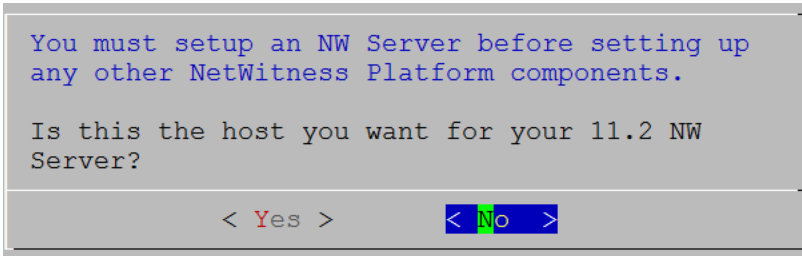 You must setup an NW Server before setting up
any other NetWitness Platform components.
Is this the host you want for your 11.2 NW
Server?
< Yes > < No >